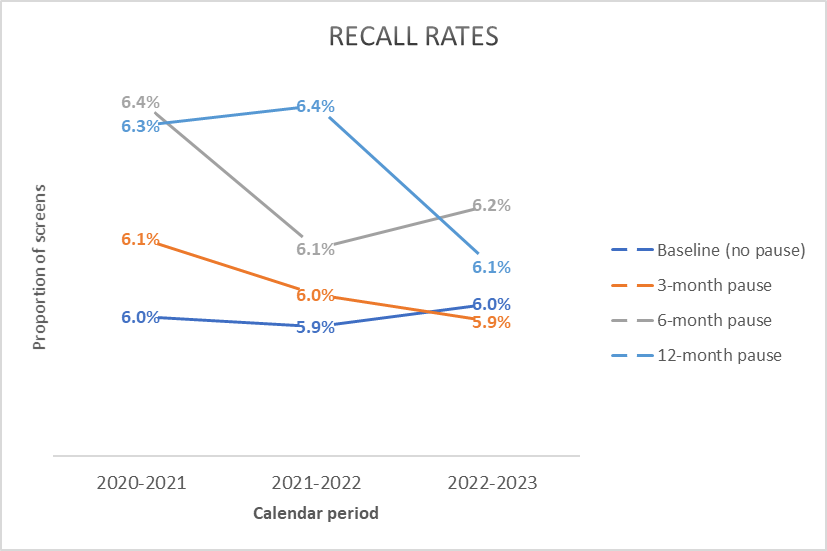 RECALL RATES
Proportion of screens
6.4%
6.3%
6.4%
6.1%
6.1%
6.2%
6.1%
6.0%
6.0%
6.0%
5.9%
5.9%
Baseline (no pause)
3-month pause
6-month pause
12-month pause
2020-2021 2021-2022 2022-2023
Calendar period